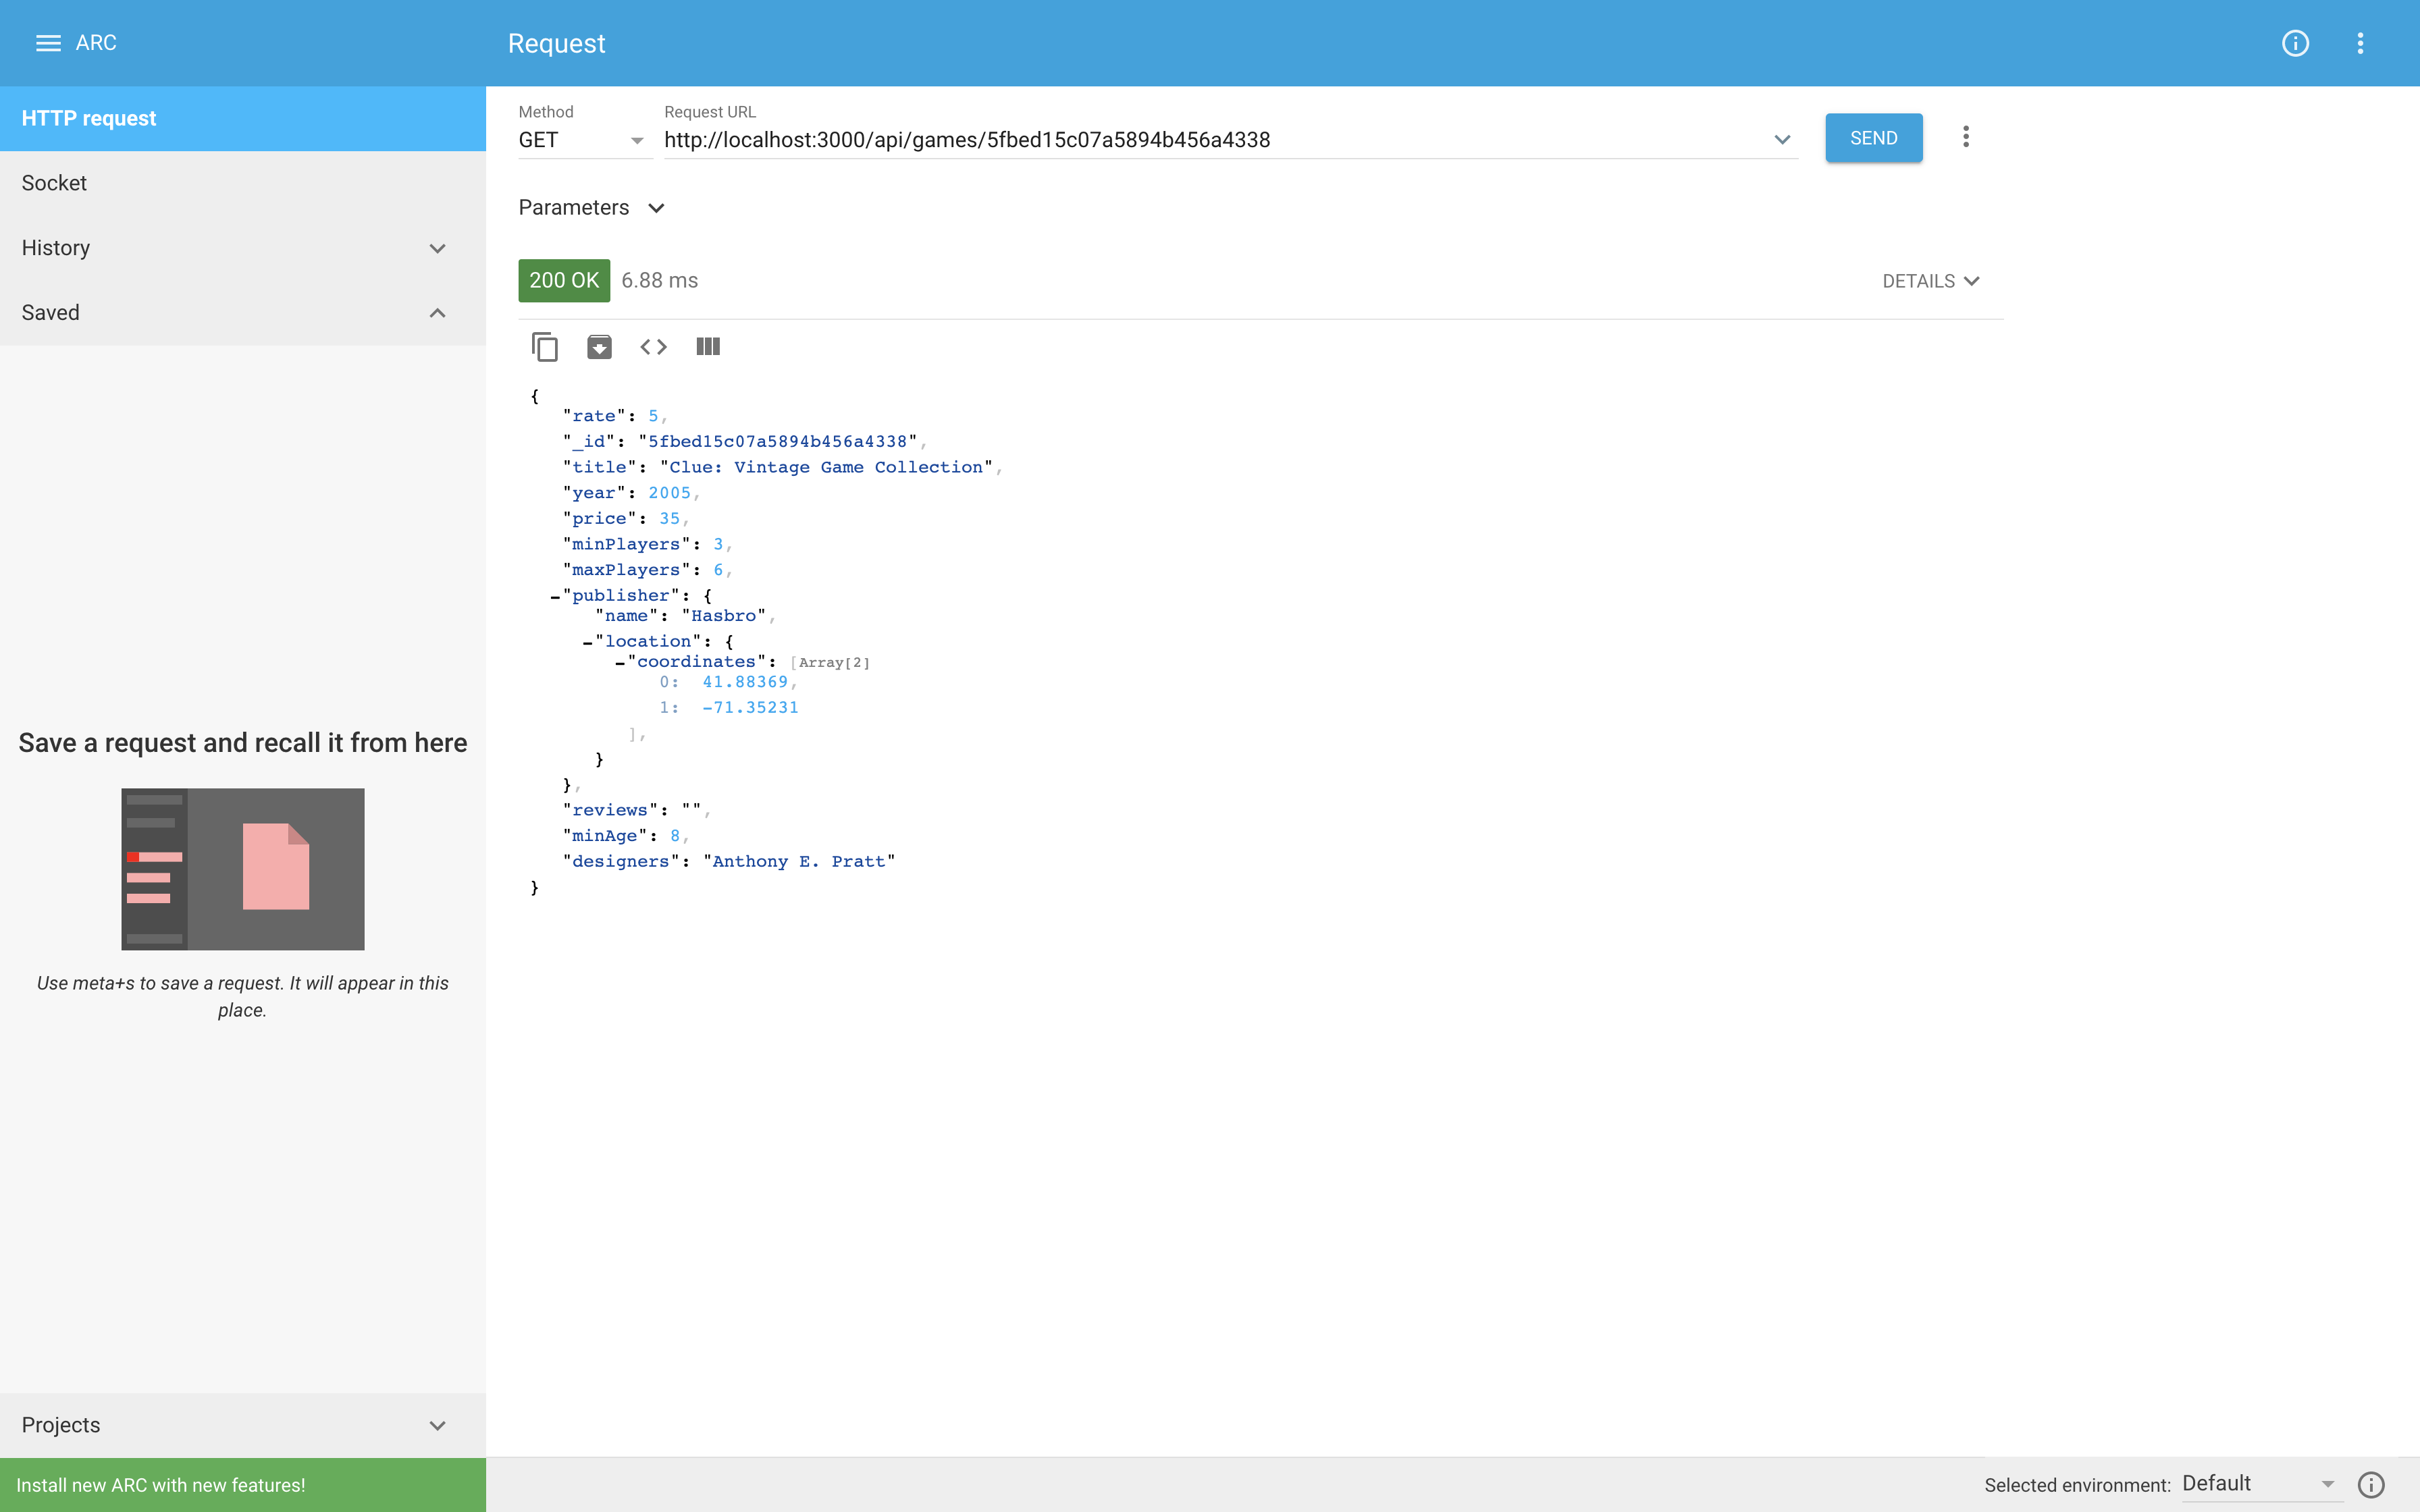 ARC
Request
HTTP request
Socket
History
Saved
Save a request and recall it from here
Use meta+s to save a request. It will appear in this
place.
Projects
Install new ARC with new features!
Method
Request URL
GET
http://localhost:3000/api/games/5fbed15c07a5894b456a4338
SEND
Parameters
200 OK
6.88 ms
DETAILS
{
"rate": 5,
"_id": "5fbed15c07a5894b456a4338",
"title": "Clue: Vintage Game Collection",
"year": 2005,
"price": 35,
"minPlayers": 3,
"maxPlayers": 6,
–"publisher": {
"name": "Hasbro",
–"location": {
–"coordinates": [Array[2]
0: 41.88369,
1: -71.35231
],
}
},
"reviews": "",
"minAge": 8,
"designers": "Anthony E. Pratt"
}
Selected environment: Default